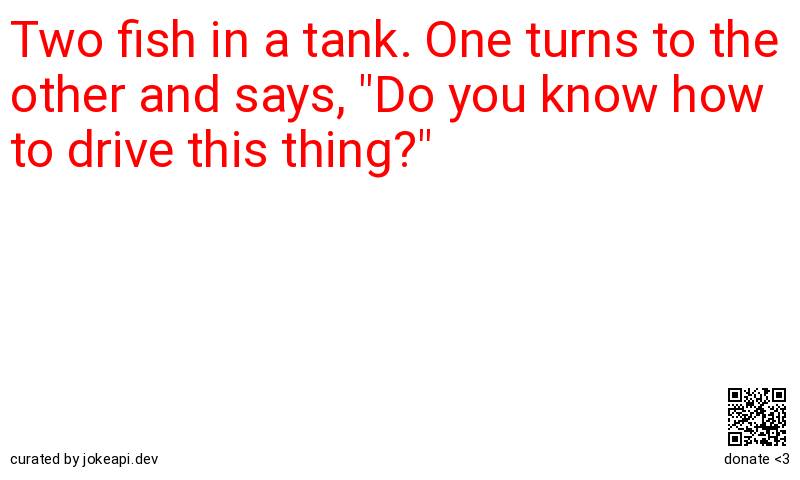 Two fish in a tank. One turns to the
other and says, "Do you know how
to drive this thing?"
curated by jokeapi.dev
donate <3